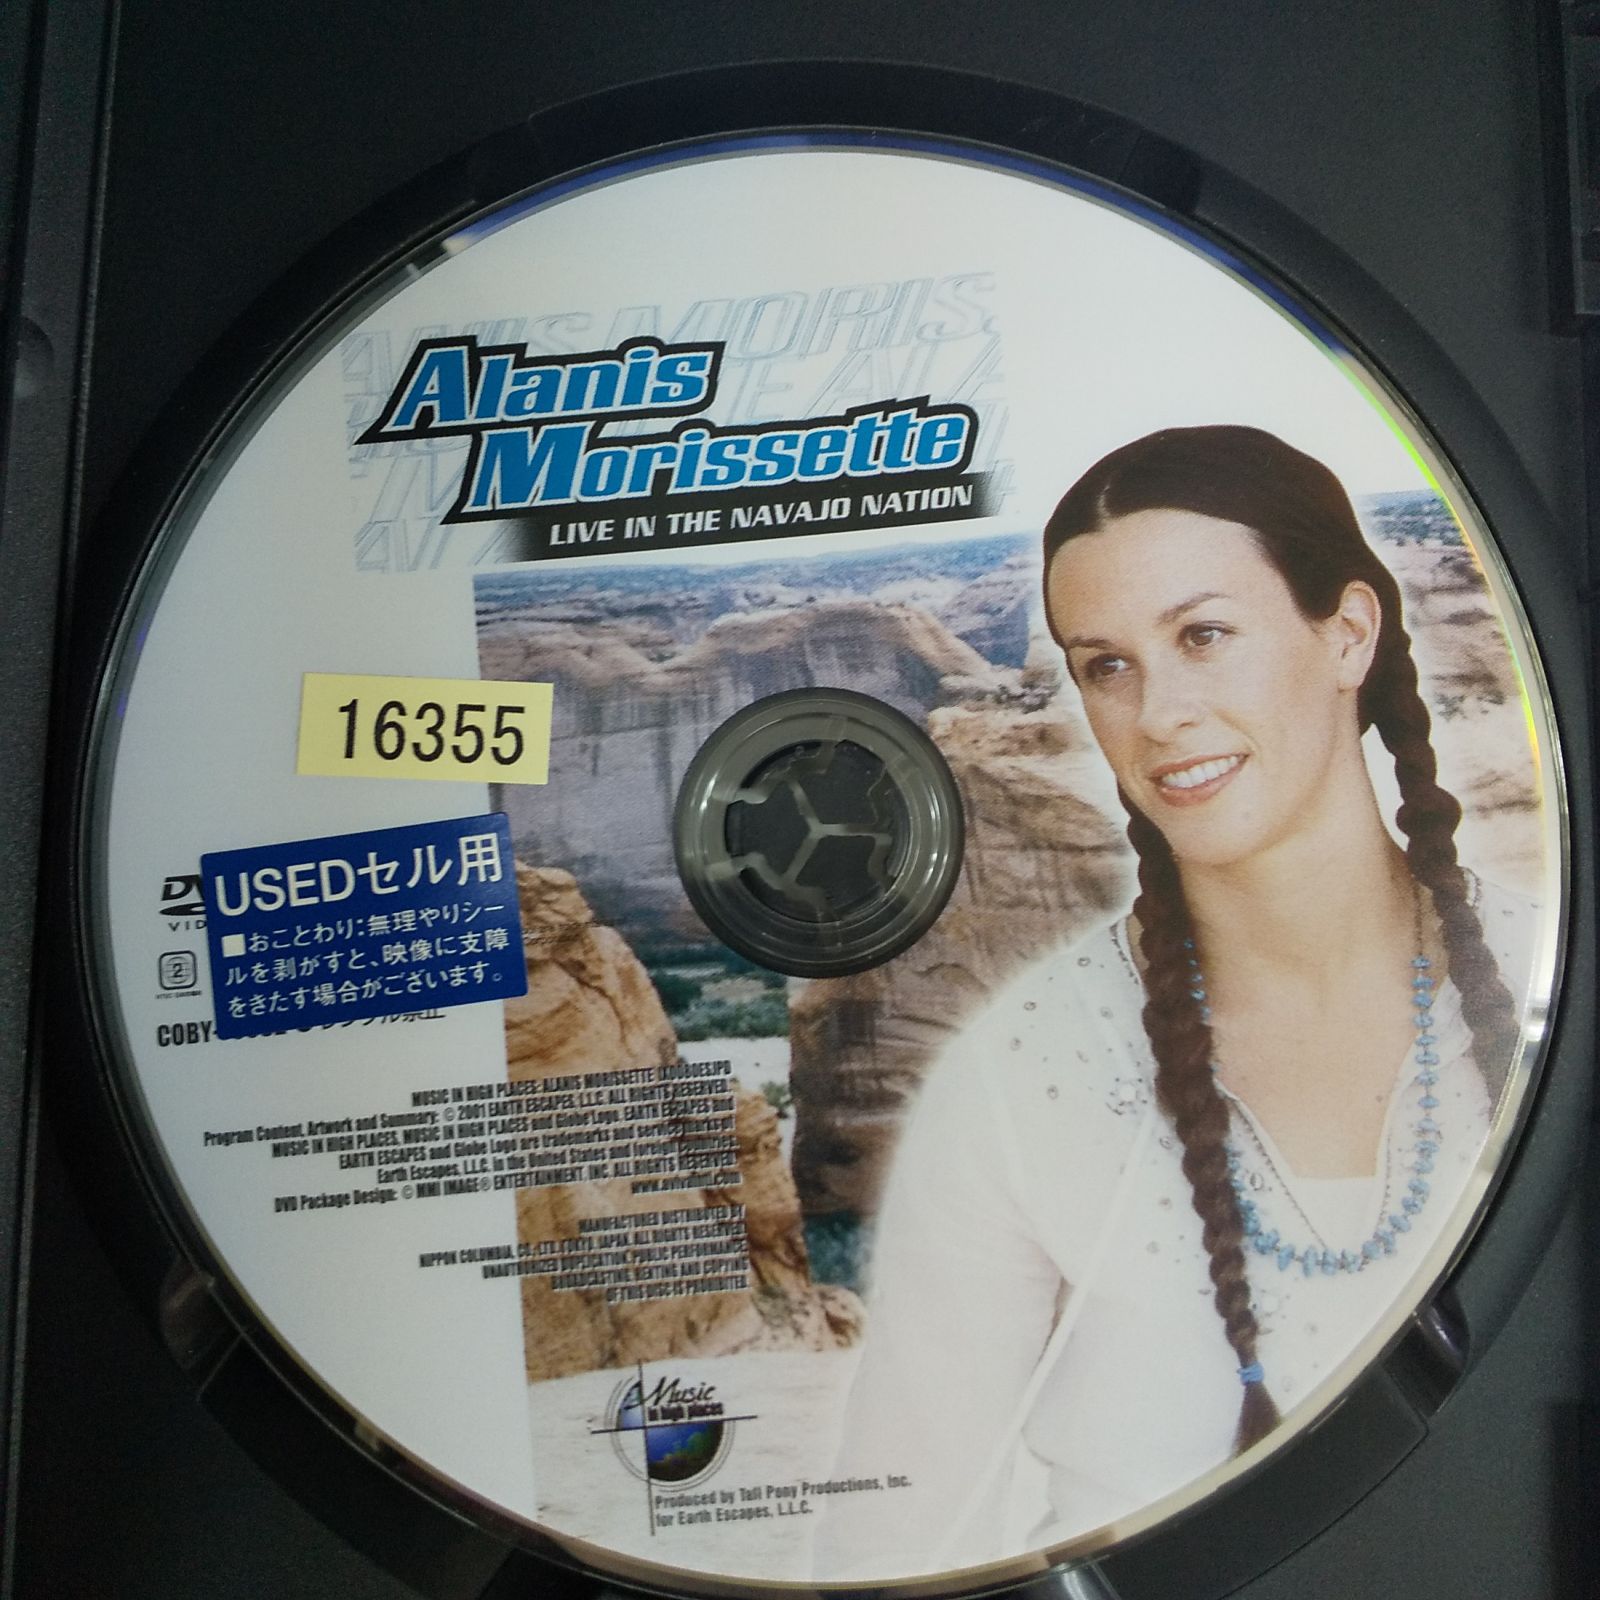 Alanis
Morissette
LIVE IN THE NAVAJO NATION
16355
USEDセル用
■おことわり:無理やりシー
ルを剥がすと、映像に支障
をきたす場合がございます。
2
COBY-
MUSIC IN HIGH PLACES: ALANIS MORISSETTE
Program Content, Artwork and Summary: © 2001 EARTH ESCAPES, L.L.C. ALL RIGHTS RESERVED.
MUSIC IN HIGH PLACES, MUSIC IN HIGH PLACES and Globe Logo, EARTH ESCAPES and
EARTH ESCAPES and Globe Logo are trademarks and service marks of
Earth Escapes, L.L.C. in the United States and foreign countries.
DVD Package Design: © MMI IMAGE® ENTERTAINMENT, INC. ALL RIGHTS RESERVED
MANUFACTURED DISTRIBUTED BY
NIPPON COLUMBIA, CO., LTD. TOKYO, JAPAN. ALL RIGHTS RESERVED
UNAUTHORIZED DUPLICATION, PUBLIC PERFORMANCE,
BROADCASTING, RENTING AND COPYING
OF THIS DISC IS PROHIBITED.
Music
in high places
Produced by Tall Pony Productions, Inc.
for Earth Escapes, L.L.C.